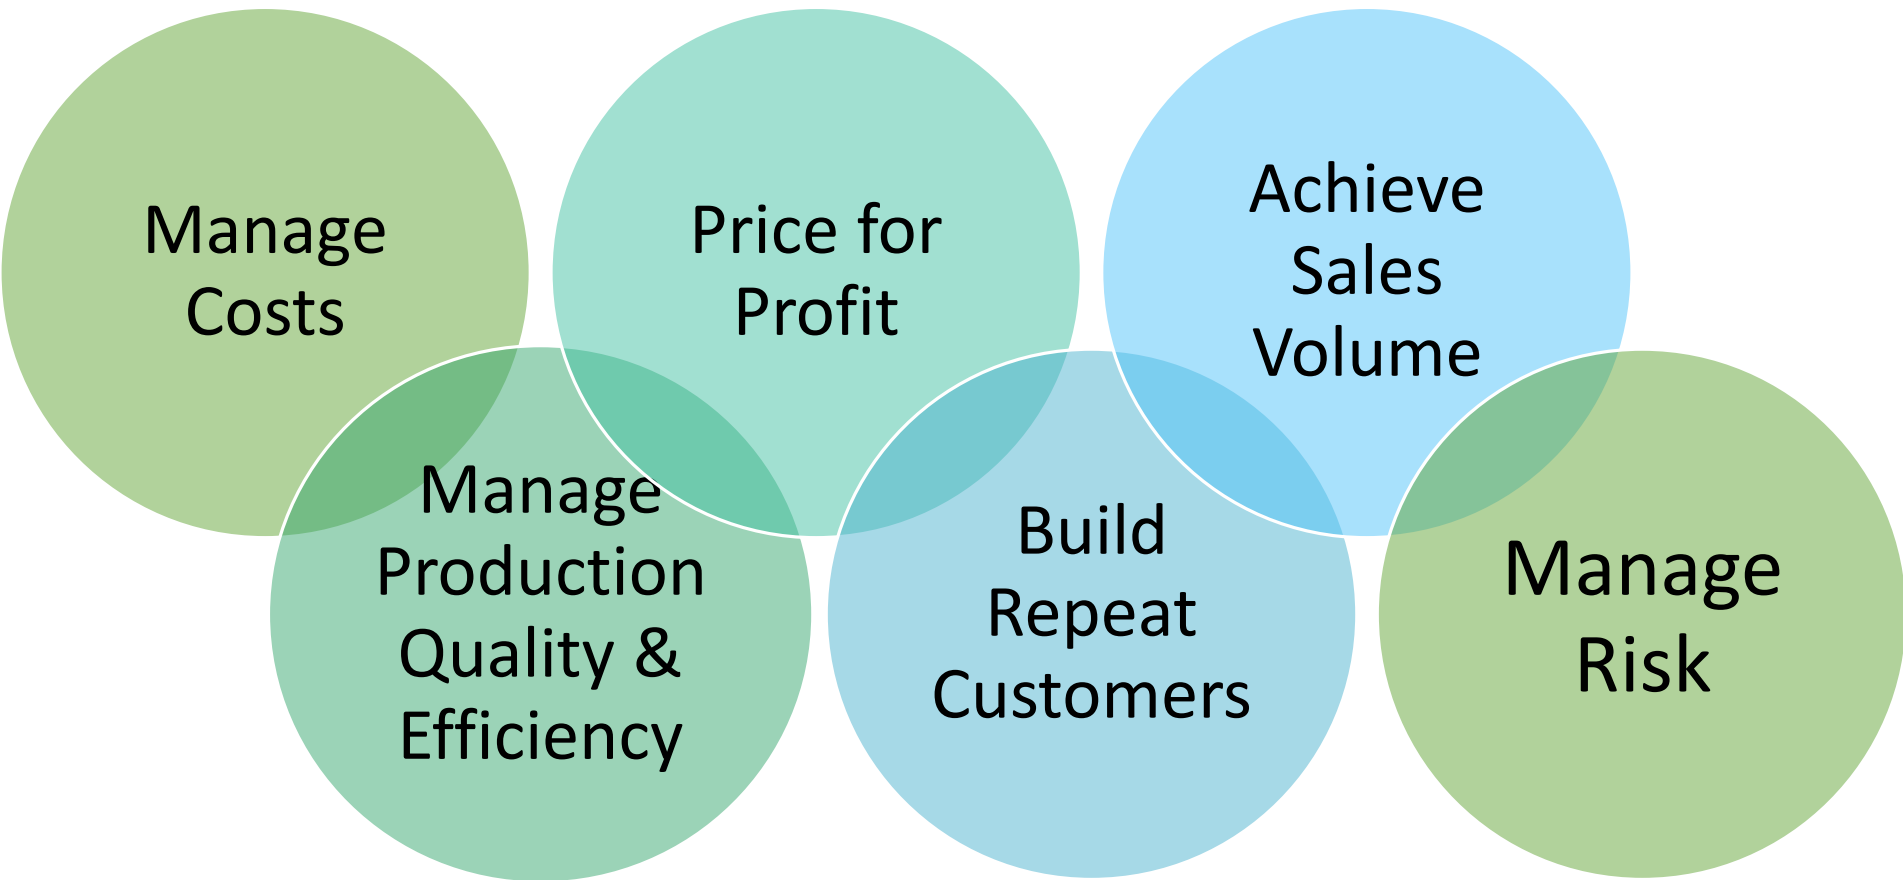 Manage
Costs
Manage
Production
Quality &
Efficiency
Price for
Profit
Build
Repeat
Customers
Achieve
Sales
Volume
Manage
Risk